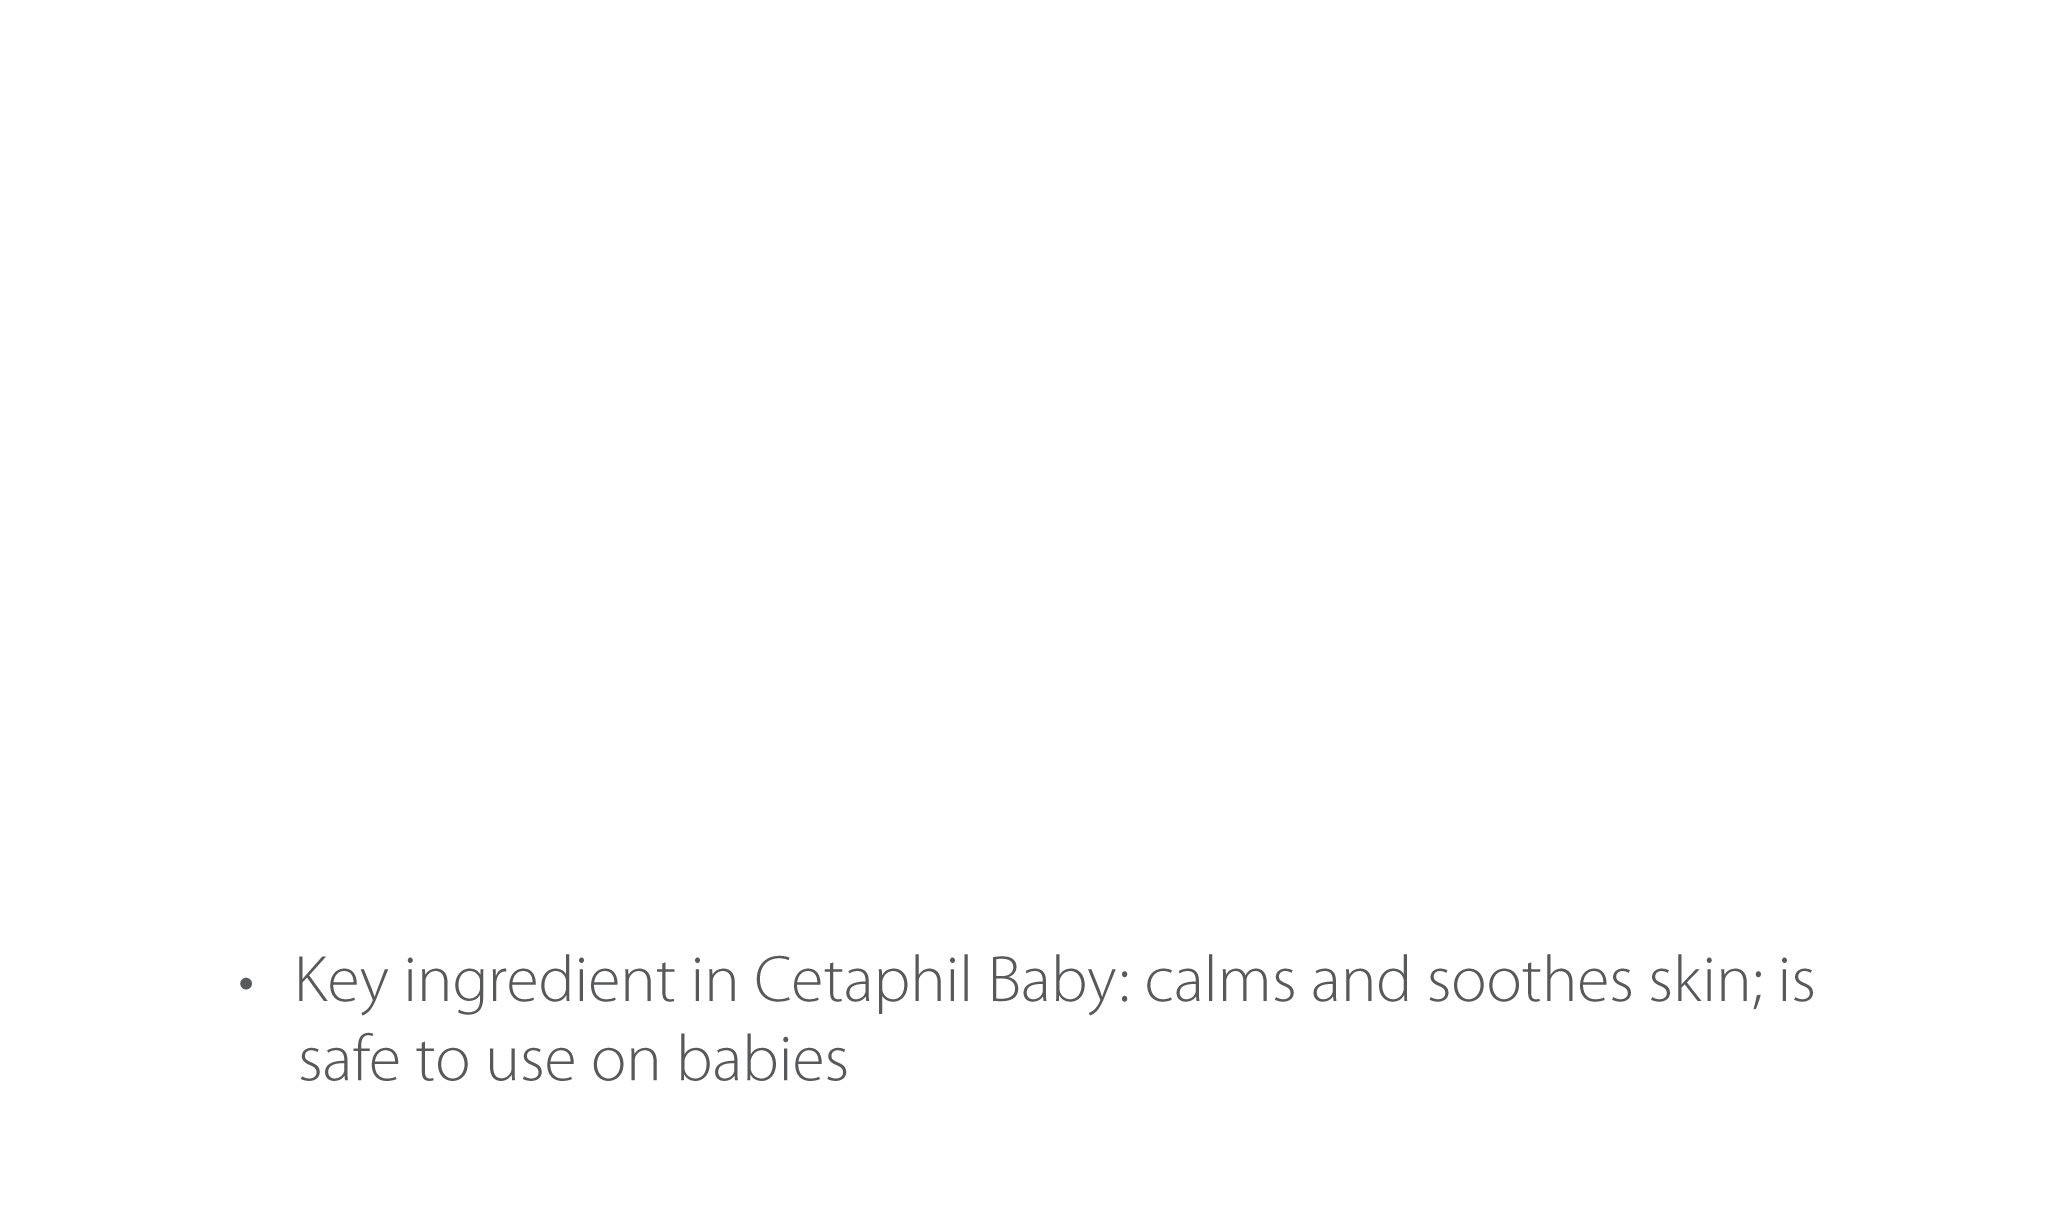 • Key ingredient in Cetaphil Baby: calms and soothes skin; is
safe to use on babies